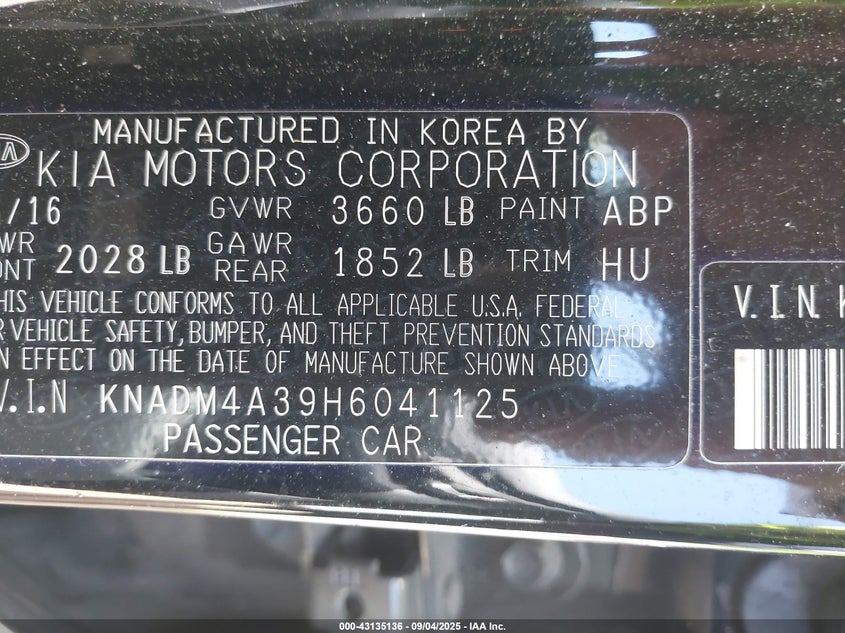 MANUFACTURED IN KOREA BY
KIA MOTORS CORPORATION
/16 GVWR 3660 LB PAINT ABP
WR GAWR
NT 2028 LB REAR 1852 LB TRIM HU
HIS VEHICLE CONFORMS TO ALL APPLICABLE U.S.A. FEDERAL
R VEHICLE SAFETY, BUMPER, AND THEFT PREVENTION STANDARDS
N EFFECT ON THE DATE OF MANUFACTURE SHOWN ABOVE
V.I.N KNADM4A39H6041125
PASSENGER CAR
V.I.N. K
000-43135136 - 09/04/2025 - IAA Inc.